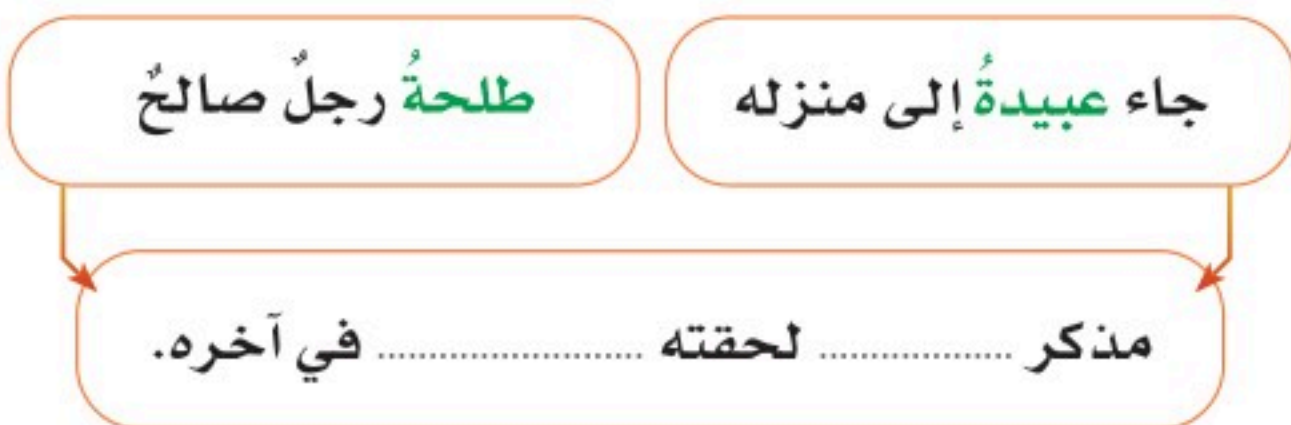 جاء عبيدةُ إلى منزله
طلحةُ رجلٌ صالحٌ
مذكر .................. لحقته ......................... في آخره.